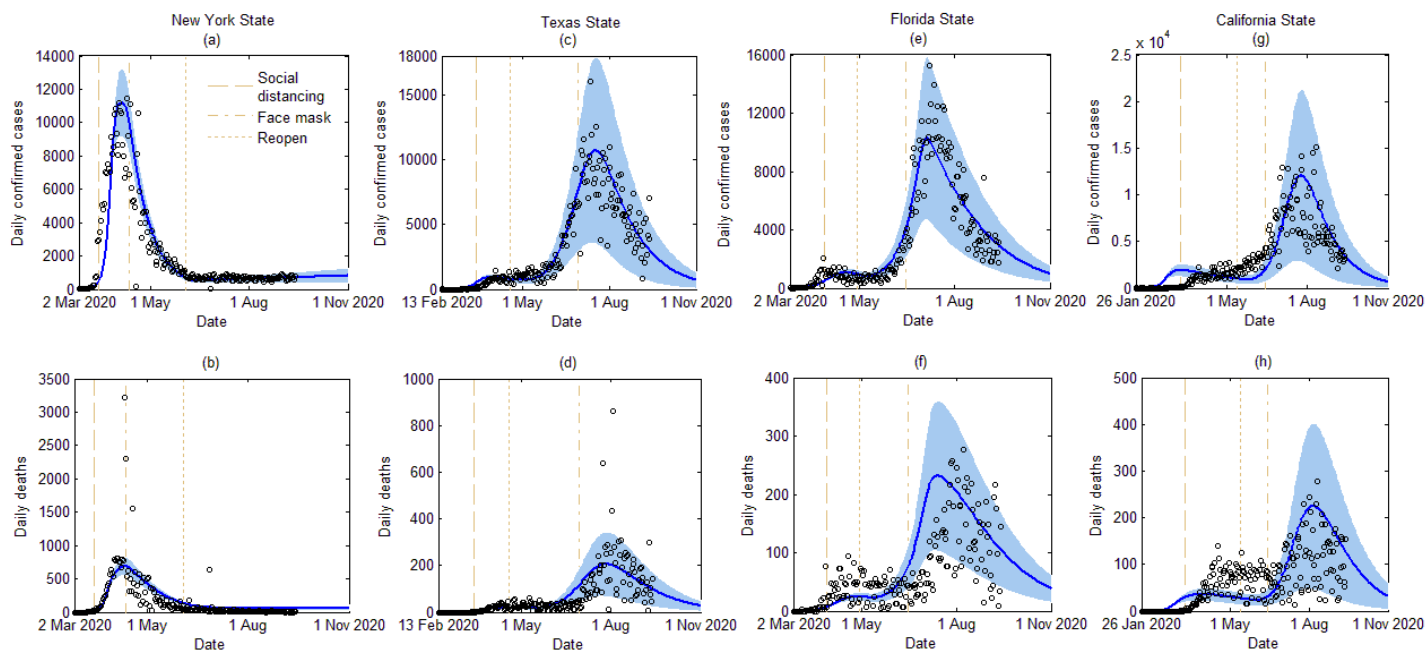 New York State
(a)
14000
12000
10000
8000
6000
4000
2000
0
Daily confirmed cases
Social
distancing
Face mask
Reopen
2 Mar 2020
1 May
1 Aug
1 Nov 2020
Date
Texas State
(c)
18000
15000
10000
5000
0
Daily confirmed cases
13 Feb 2020
1 May
1 Aug
1 Nov 2020
Date
Florida State
(e)
16000
12000
8000
4000
0
Daily confirmed cases
2 Mar 2020
1 May
1 Aug
1 Nov 2020
Date
California State
(g)
x 10⁴
2.5
2
1.5
1
0.5
0
Daily confirmed cases
26 Jan 2020
1 May
1 Aug
1 Nov 2020
Date
(b)
3500
3000
2500
2000
1500
1000
500
0
Daily deaths
2 Mar 2020
1 May
1 Aug
1 Nov 2020
Date
(d)
1000
800
600
400
200
0
Daily deaths
13 Feb 2020
1 May
1 Aug
1 Nov 2020
Date
(f)
400
300
200
100
0
Daily deaths
2 Mar 2020
1 May
1 Aug
1 Nov 2020
Date
(h)
500
400
300
200
100
0
Daily deaths
26 Jan 2020
1 May
1 Aug
1 Nov 2020
Date